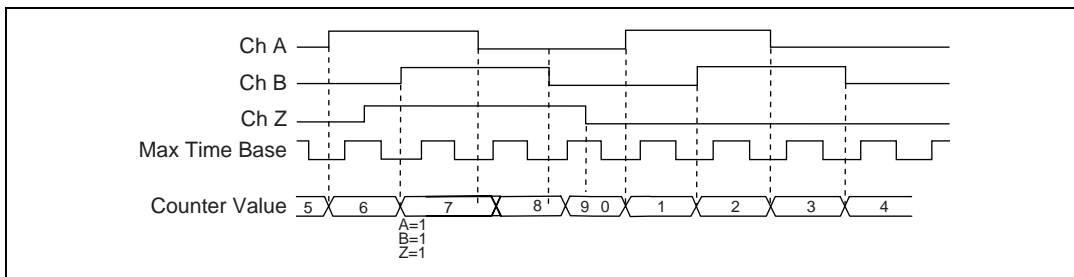 Ch A
Ch B
Ch Z
Max Time Base
Counter Value 5 6 7 8 9 0 1 2 3 4
A=1
B=1
Z=1